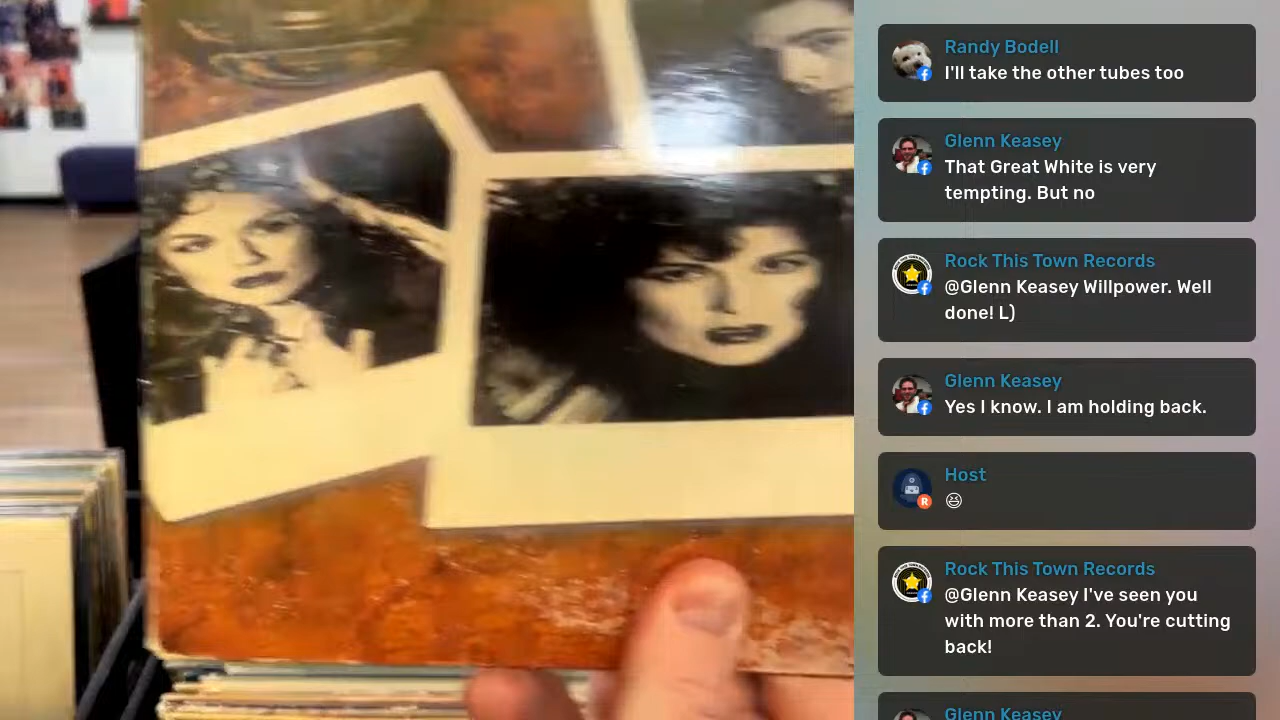 Randy Bodell
I'll take the other tubes too
Glenn Keasey
That Great White is very
tempting. But no
Rock This Town Records
@Glenn Keasey Willpower. Well
done! L)
Glenn Keasey
Yes I know. I am holding back.
Host
😆
Rock This Town Records
@Glenn Keasey I've seen you
with more than 2. You're cutting
back!
Glenn Keasey